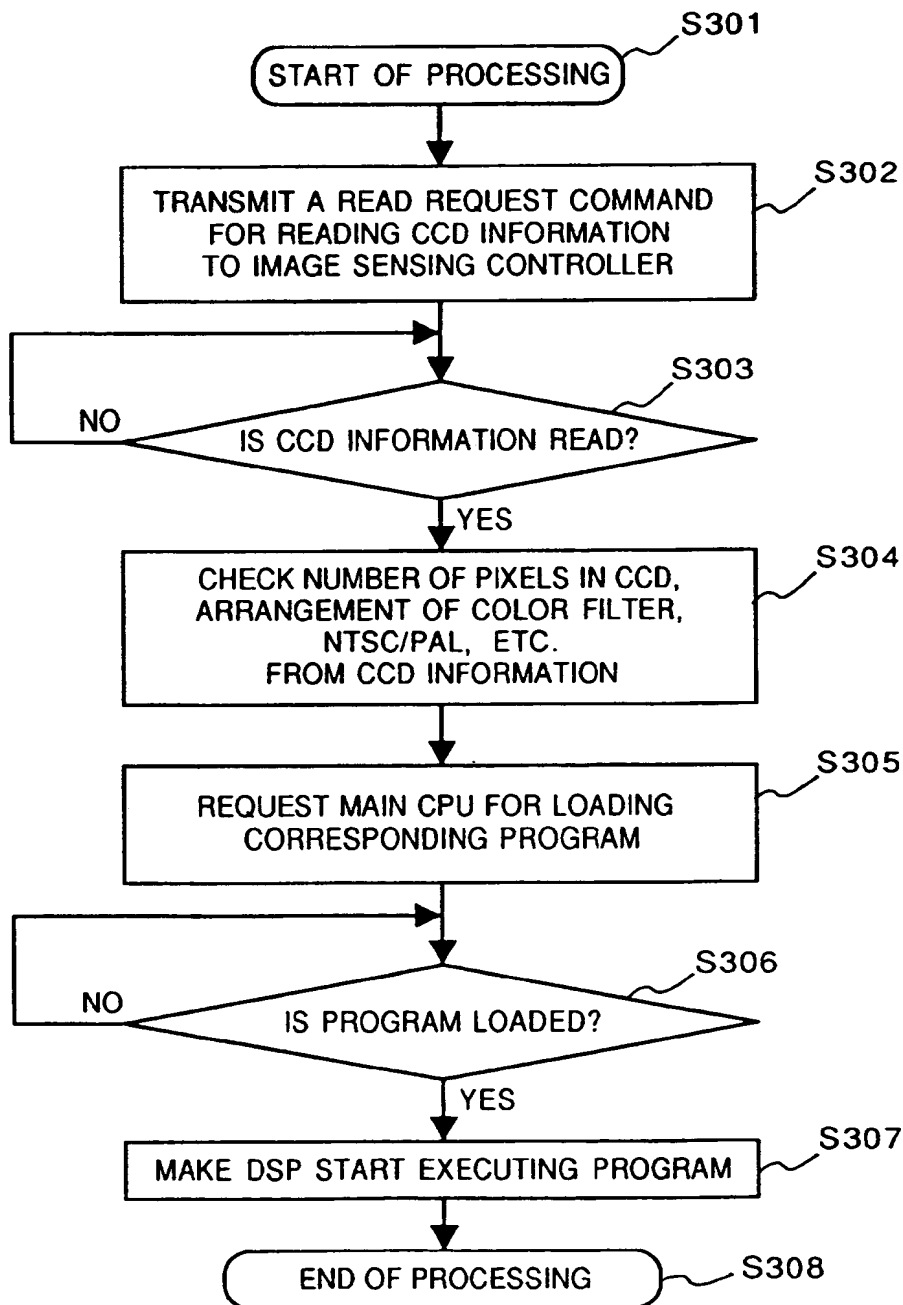 S301
START OF PROCESSING
S302
TRANSMIT A READ REQUEST COMMAND
FOR READING CCD INFORMATION
TO IMAGE SENSING CONTROLLER
S303
NO
IS CCD INFORMATION READ?
YES
S304
CHECK NUMBER OF PIXELS IN CCD,
ARRANGEMENT OF COLOR FILTER,
NTSC/PAL, ETC.
FROM CCD INFORMATION
S305
REQUEST MAIN CPU FOR LOADING
CORRESPONDING PROGRAM
S306
NO
IS PROGRAM LOADED?
YES
S307
MAKE DSP START EXECUTING PROGRAM
S308
END OF PROCESSING